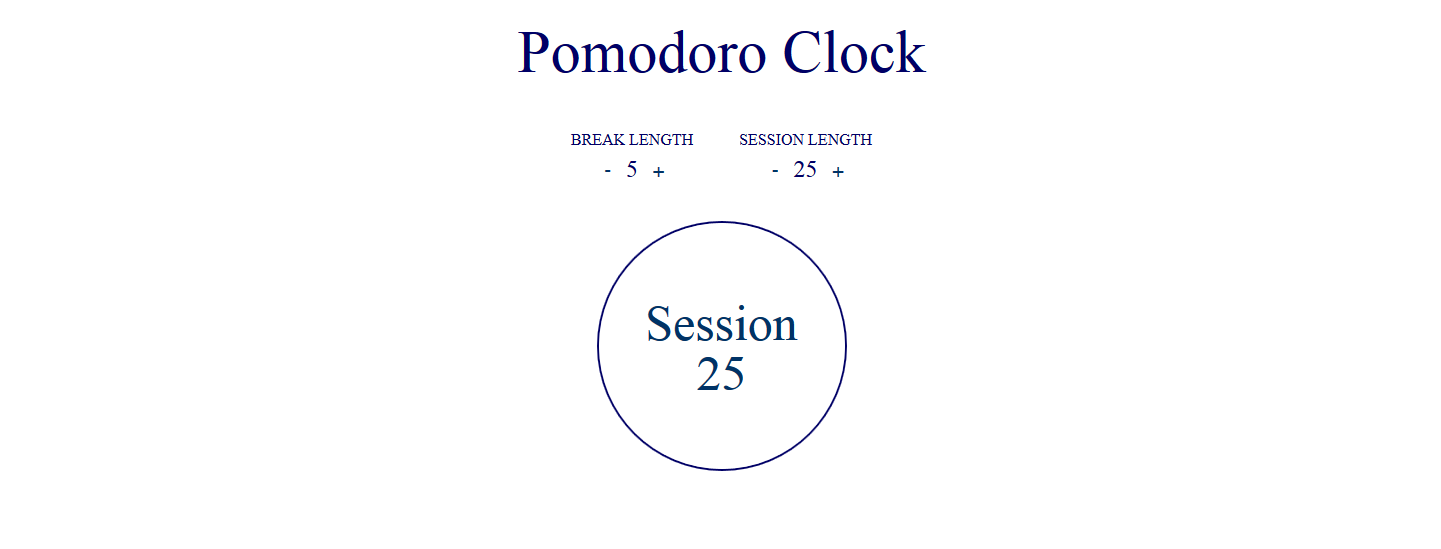 Pomodoro Clock
BREAK LENGTH SESSION LENGTH
- 5 + - 25 +
Session
25